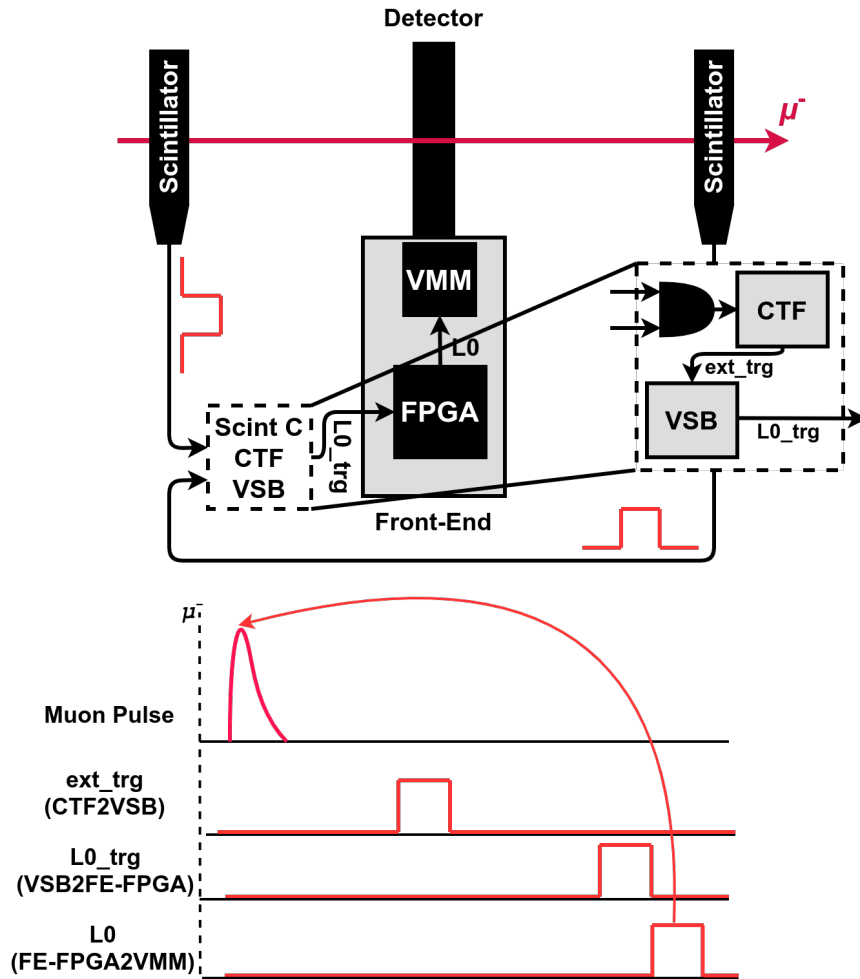 Detector
Scintillator
Scintillator
μ⁻
VMM
L0
FPGA
L0_trg
Front-End
Scint C
CTF
VSB
CTF
ext_trg
VSB
L0_trg
μ⁻
Muon Pulse
ext_trg
(CTF2VSB)
L0_trg
(VSB2FE-FPGA)
L0
(FE-FPGA2VMM)